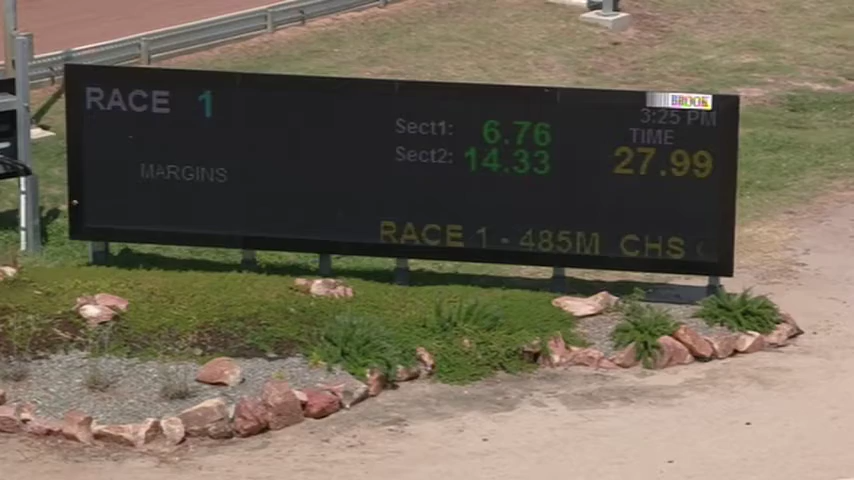 RACE 1
BROOK
3:25 PM
Sect1: 6.76
TIME
Sect2: 14.33
27.99
MARGINS
RACE 1 - 485M CHS